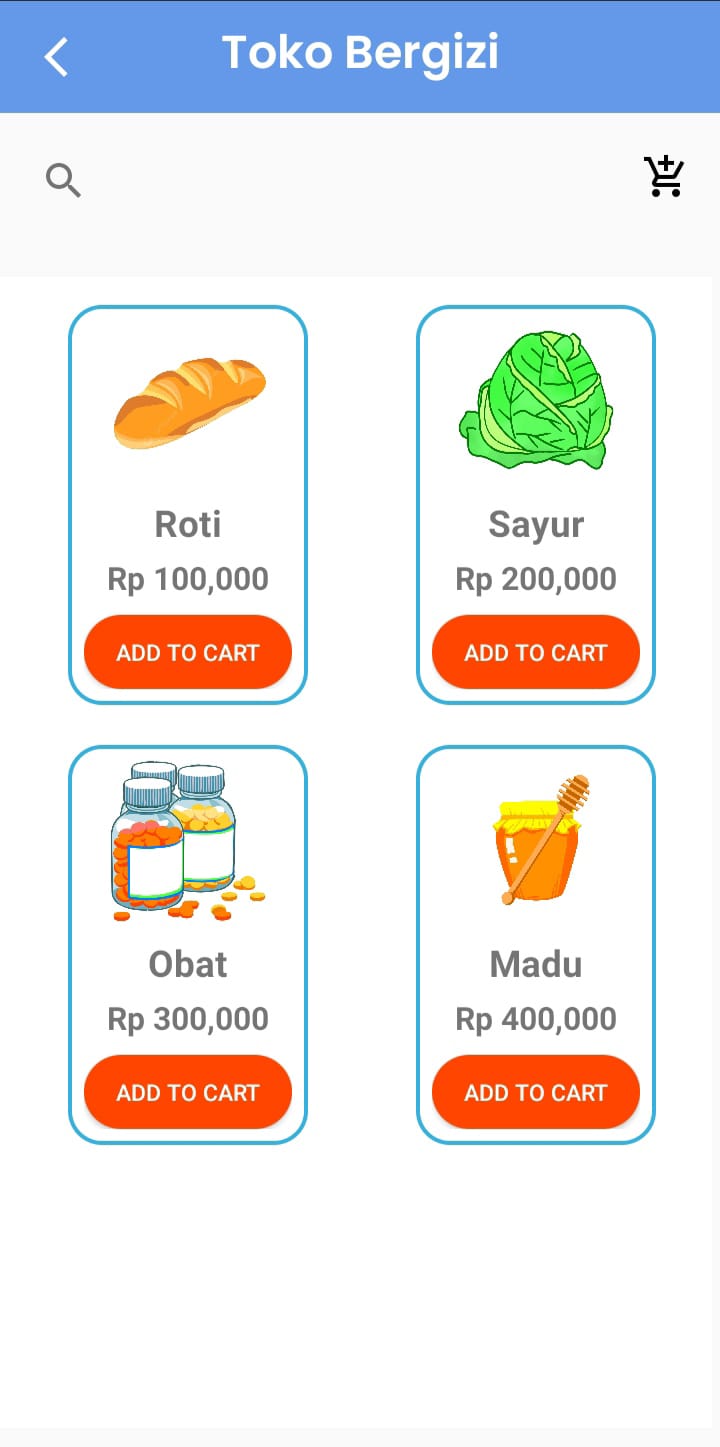 Toko Bergizi
Roti
Rp 100,000
ADD TO CART
Sayur
Rp 200,000
ADD TO CART
Obat
Rp 300,000
ADD TO CART
Madu
Rp 400,000
ADD TO CART